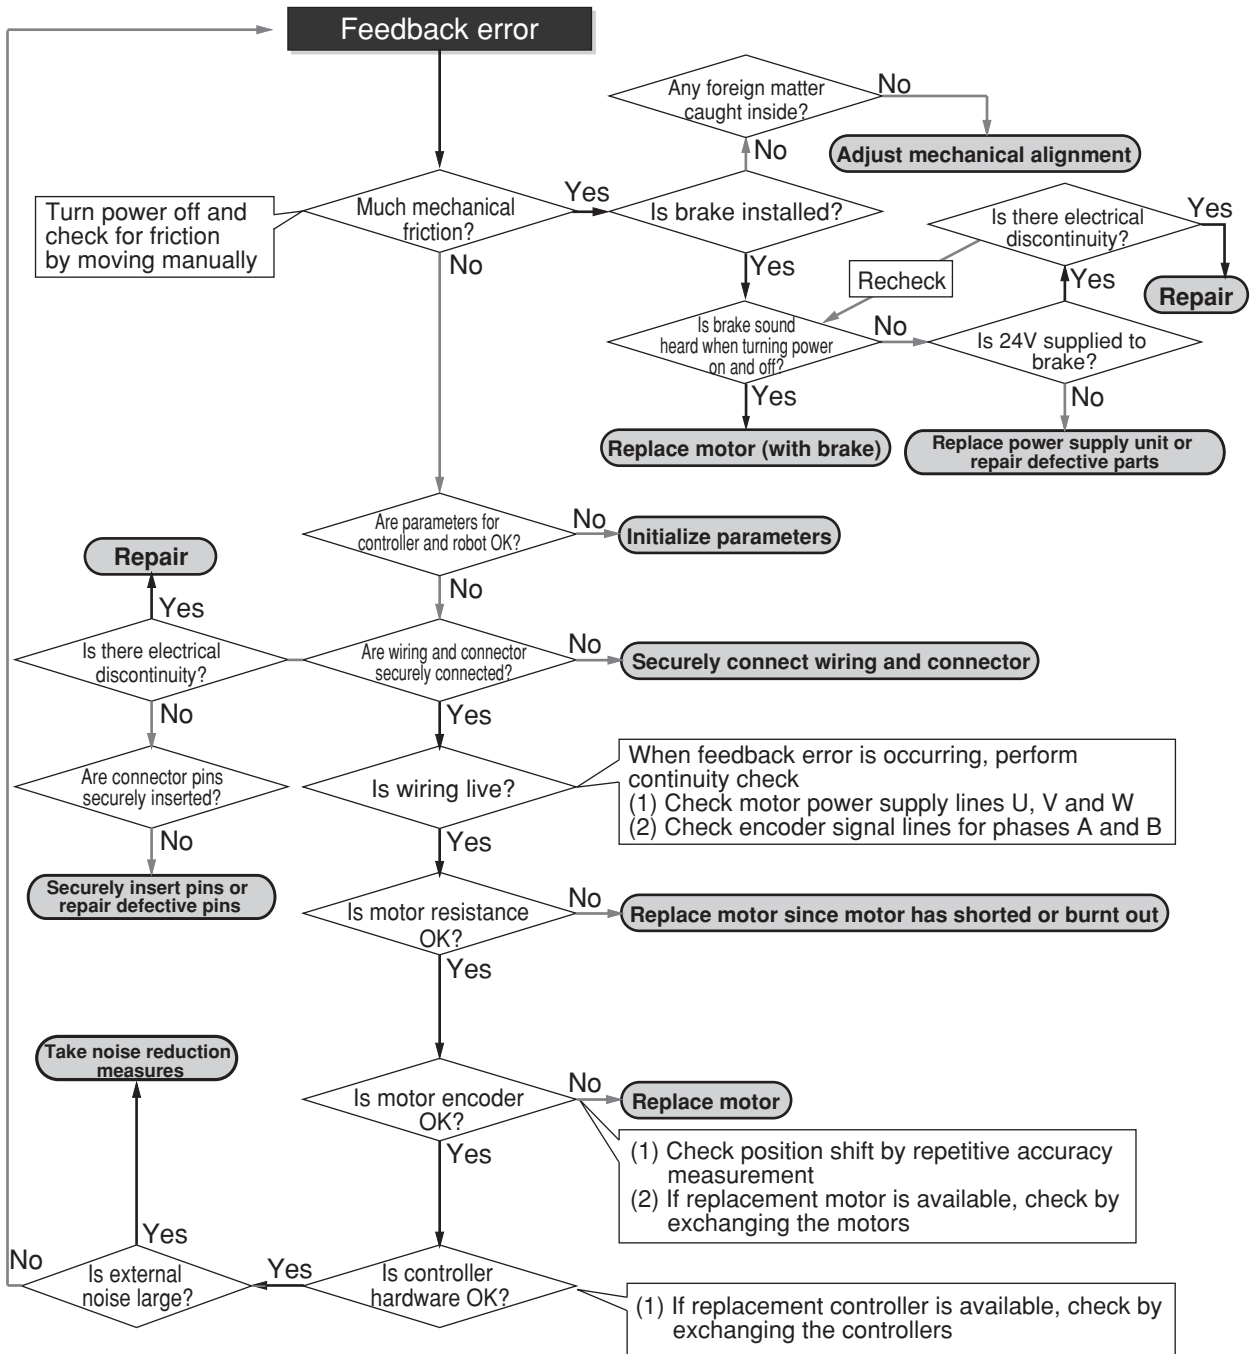 Feedback error
Any foreign matter
caught inside?
No
Adjust mechanical alignment
No
Turn power off and
check for friction
by moving manually
Much mechanical
friction?
Yes
Is brake installed?
Is there electrical
discontinuity?
Yes
Repair
No
Yes
Recheck
Yes
Is brake sound
heard when turning power
on and off?
No
Is 24V supplied to
brake?
Yes
No
Replace motor (with brake)
Replace power supply unit or
repair defective parts
Are parameters for
controller and robot OK?
No
Initialize parameters
Repair
No
Yes
Is there electrical
discontinuity?
Are wiring and connector
securely connected?
No
Securely connect wiring and connector
No
Yes
Are connector pins
securely inserted?
Is wiring live?
When feedback error is occurring, perform
continuity check
(1) Check motor power supply lines U, V and W
(2) Check encoder signal lines for phases A and B
No
Yes
Securely insert pins or
repair defective pins
Is motor resistance
OK?
No
Replace motor since motor has shorted or burnt out
Yes
Take noise reduction
measures
Is motor encoder
OK?
No
Replace motor
(1) Check position shift by repetitive accuracy
measurement
(2) If replacement motor is available, check by
exchanging the motors
Yes
Yes
No
Is external
noise large?
Yes
Is controller
hardware OK?
(1) If replacement controller is available, check by
exchanging the controllers